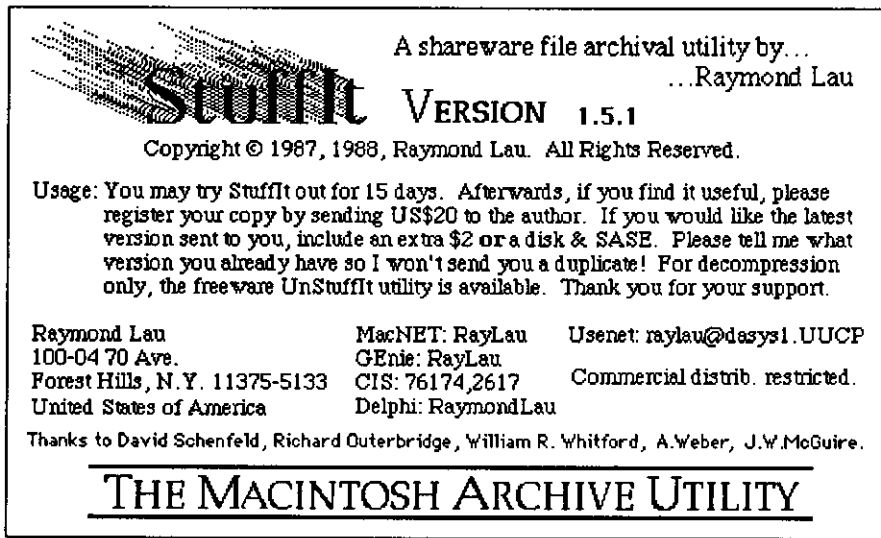 A shareware file archival utility by...
...Raymond Lau
StuffIt VERSION 1.5.1
Copyright © 1987, 1988, Raymond Lau. All Rights Reserved.
Usage: You may try StuffIt out for 15 days. Afterwards, if you find it useful, please
register your copy by sending US$20 to the author. If you would like the latest
version sent to you, include an extra $2 or a disk & SASE. Please tell me what
version you already have so I won't send you a duplicate! For decompression
only, the freeware UnStuffIt utility is available. Thank you for your support.
Raymond Lau
100-04 70 Ave.
Forest Hills, N.Y. 11375-5133
United States of America
MacNET: RayLau
GEnie: RayLau
CIS: 76174,2617
Delphi: RaymondLau
Usenet: raylau@dasys1.UUCP
Commercial distrib. restricted.
Thanks to David Schenfeld, Richard Outerbridge, William R. Whitford, A.Weber, J.W.McGuire.
THE MACINTOSH ARCHIVE UTILITY